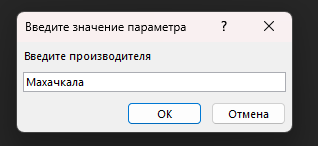 Введите значение параметра ?
Введите производителя
Махачкала
ОК Отмена